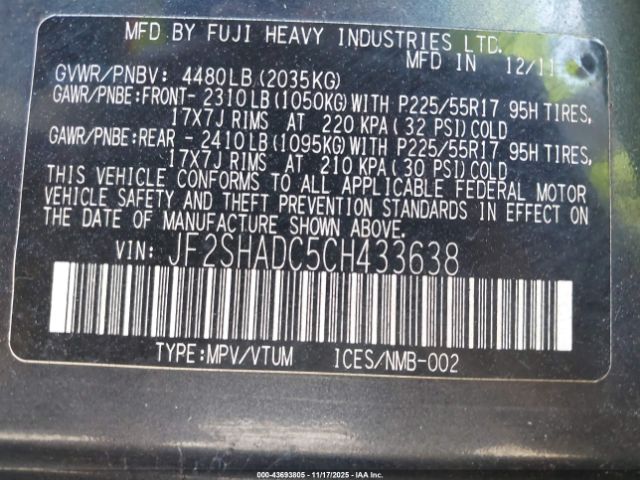 MFD BY FUJI HEAVY INDUSTRIES LTD.
MFD IN 12/11
GVWR/PNBV: 4480LB(2035KG)
GAWR/PNBE:FRONT- 2310LB(1050KG)WITH P225/55R17 95H TIRES,
17X7J RIMS AT 220 KPA( 32 PSI)COLD
GAWR/PNBE:REAR - 2410LB(1095KG)WITH P225/55R17 95H TIRES,
17X7J RIMS AT 210 KPA( 30 PSI)COLD
THIS VEHICLE CONFORMS TO ALL APPLICABLE FEDERAL MOTOR
VEHICLE SAFETY AND THEFT PREVENTION STANDARDS IN EFFECT ON
THE DATE OF MANUFACTURE SHOWN ABOVE.
VIN: JF2SHADC5CH433638
TYPE:MPV/VTUM ICES/NMB-002
000-43693805 - 11/17/2025 - IAA Corp.